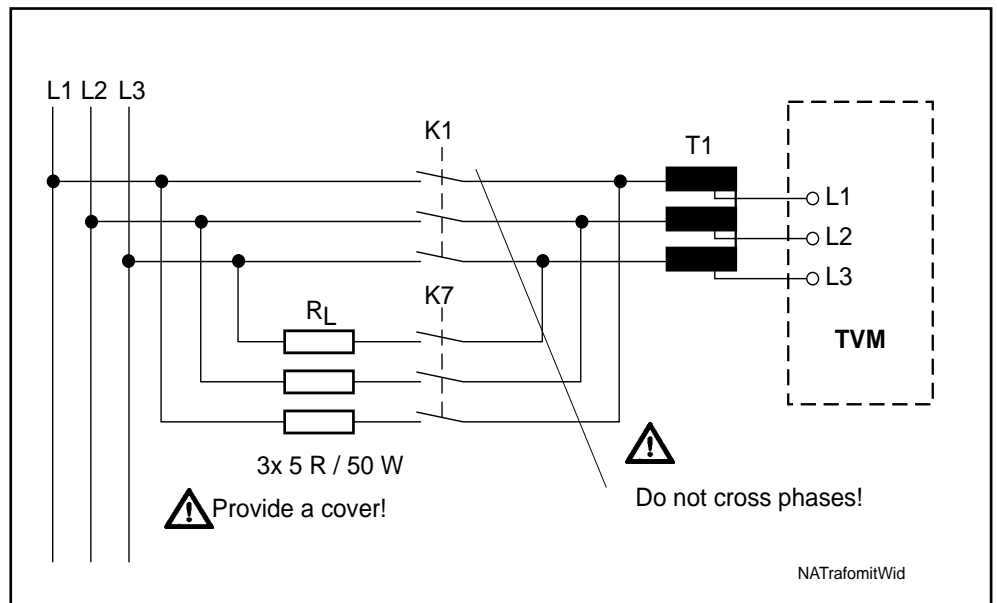 L1 L2 L3
K1
T1
L1
L2
L3
TVM
K7
RL
3x 5 R / 50 W
Provide a cover!
Do not cross phases!
NATrafomitWid